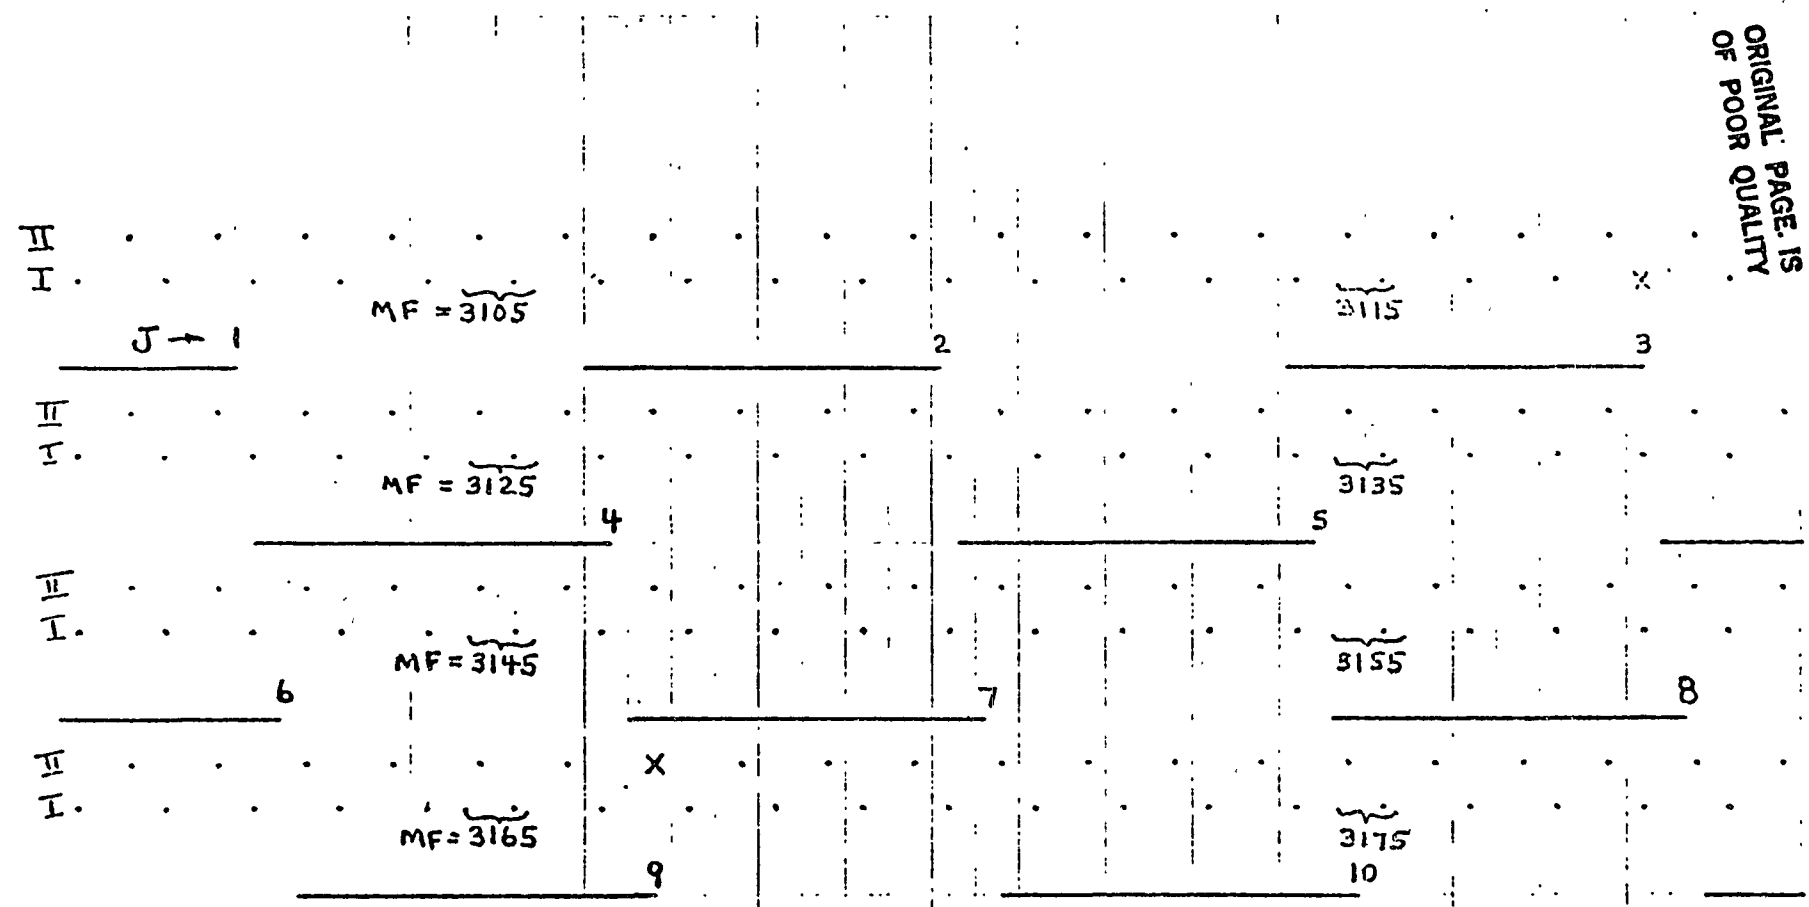 ORIGINAL PAGE IS
OF POOR QUALITY
II
I
MF = 3105 3115
J → 1 2 3
II
I
MF = 3125 3135
4 5
II
I
MF = 3145 3155
6 7 8
II X
I
MF = 3165 3175
9 10